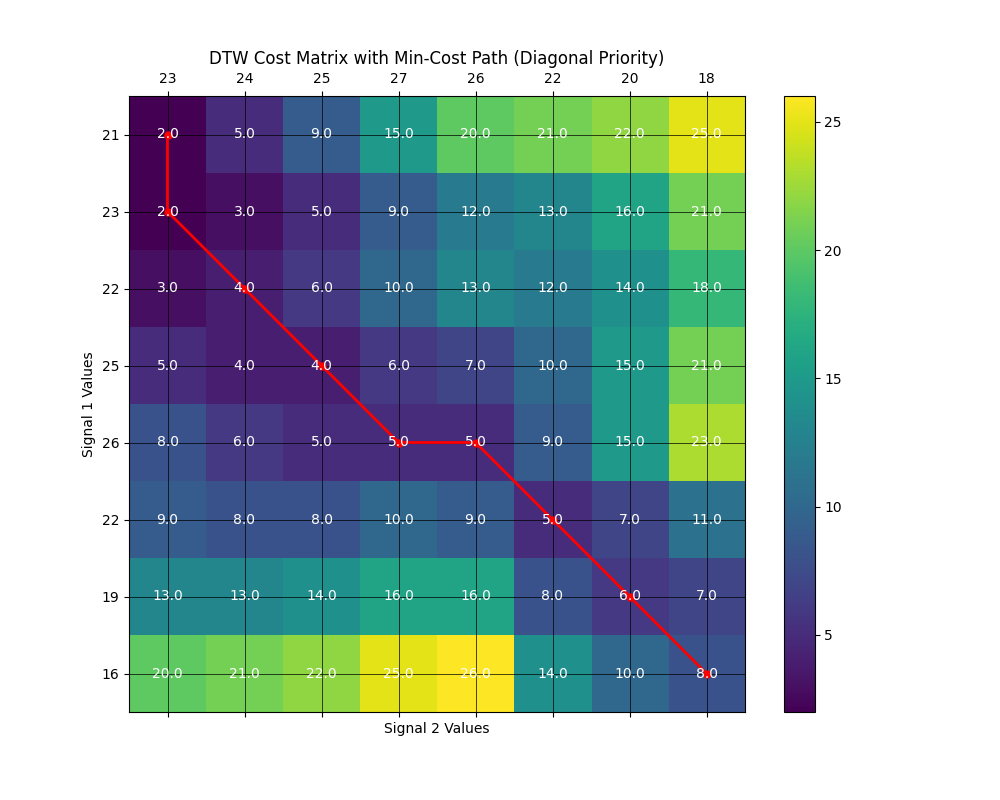 DTW Cost Matrix with Min-Cost Path (Diagonal Priority)
23 24 25 27 26 22 20 18
21 2.0 5.0 9.0 15.0 20.0 21.0 22.0 25.0
23 2.0 3.0 5.0 9.0 12.0 13.0 16.0 21.0
22 3.0 4.0 6.0 10.0 13.0 12.0 14.0 18.0
25 5.0 4.0 4.0 6.0 7.0 10.0 15.0 21.0
26 8.0 6.0 5.0 5.0 5.0 9.0 15.0 23.0
22 9.0 8.0 8.0 10.0 9.0 5.0 7.0 11.0
19 13.0 13.0 14.0 16.0 16.0 8.0 6.0 7.0
16 20.0 21.0 22.0 25.0 26.0 14.0 10.0 8.0
Signal 1 Values
Signal 2 Values
25
20
15
10
5